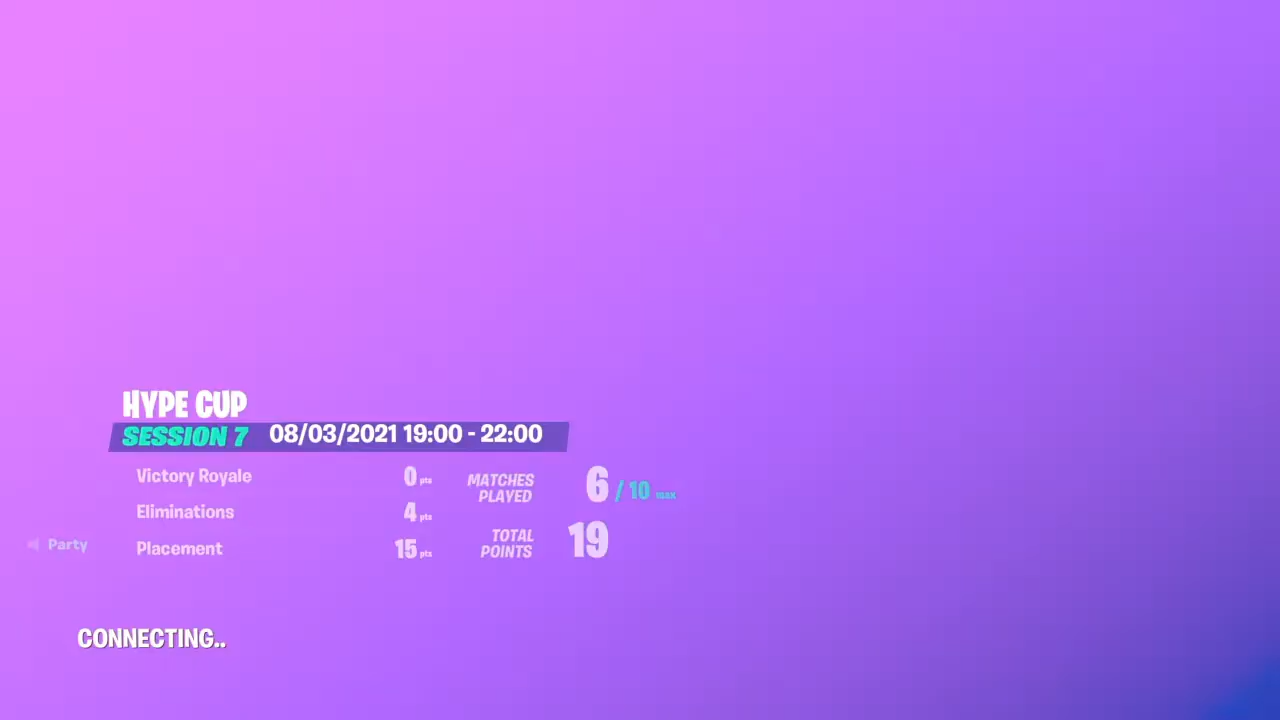 HYPE CUP
SESSION 7 08/03/2021 19:00 - 22:00
Victory Royale 0 pts
Eliminations 4 pts
Placement 15 pts
MATCHES PLAYED 6 / 10 max
TOTAL POINTS 19
Party
CONNECTING..